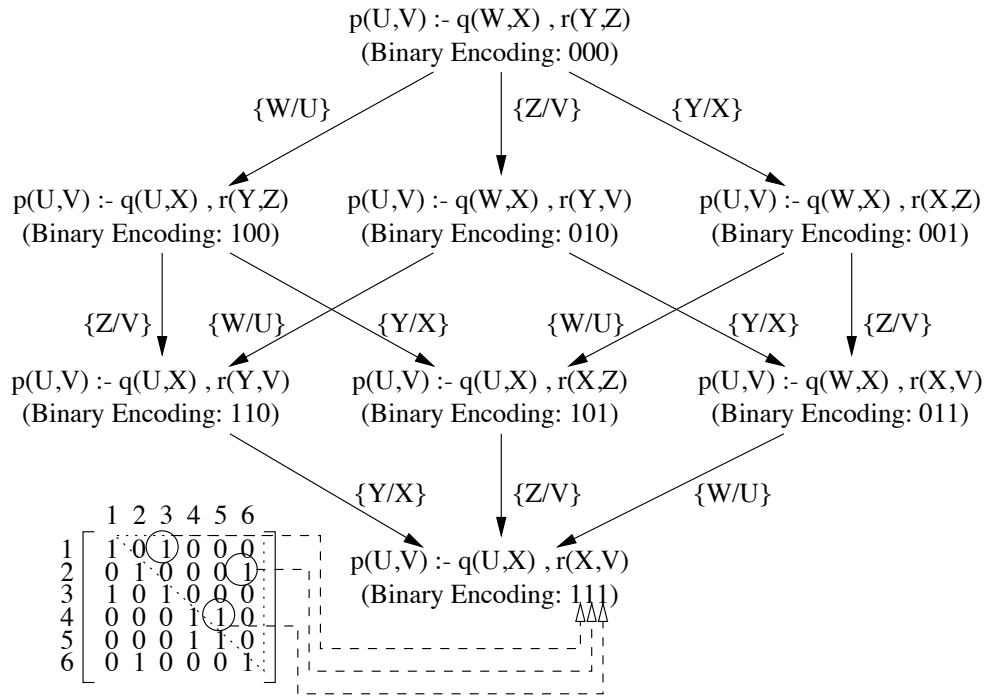 p(U,V) :- q(W,X) , r(Y,Z)
(Binary Encoding: 000)
{W/U}
{Z/V}
{Y/X}
p(U,V) :- q(U,X) , r(Y,Z)
(Binary Encoding: 100)
p(U,V) :- q(W,X) , r(Y,V)
(Binary Encoding: 010)
p(U,V) :- q(W,X) , r(X,Z)
(Binary Encoding: 001)
{Z/V}
{W/U}
{Y/X}
{W/U}
{Y/X}
{Z/V}
p(U,V) :- q(U,X) , r(Y,V)
(Binary Encoding: 110)
p(U,V) :- q(U,X) , r(X,Z)
(Binary Encoding: 101)
p(U,V) :- q(W,X) , r(X,V)
(Binary Encoding: 011)
{Y/X}
{Z/V}
{W/U}
p(U,V) :- q(U,X) , r(X,V)
(Binary Encoding: 111)
1 2 3 4 5 6
1 1 0 1 0 0 0
2 0 1 0 0 0 1
3 1 0 1 0 0 0
4 0 0 0 1 1 0
5 0 0 0 1 1 0
6 0 1 0 0 0 1